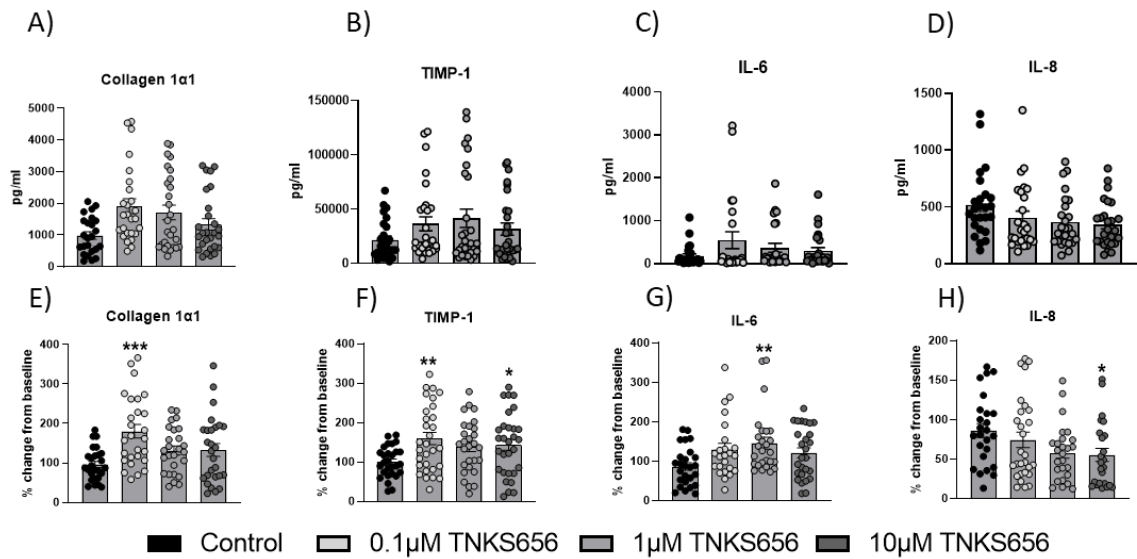 A)
B)
C)
D)
Collagen 1α1
TIMP-1
IL-6
IL-8
pg/ml
5000
4000
3000
2000
1000
0
pg/ml
150000
100000
50000
0
pg/ml
4000
3000
2000
1000
0
pg/ml
1500
1000
500
0
E)
F)
G)
H)
Collagen 1α1
TIMP-1
IL-6
IL-8
***
**
*
**
*
% change from baseline
400
300
200
100
0
% change from baseline
400
300
200
100
0
% change from baseline
400
300
200
100
0
% change from baseline
200
150
100
50
0
Control 0.1μM TNKS656 1μM TNKS656 10μM TNKS656